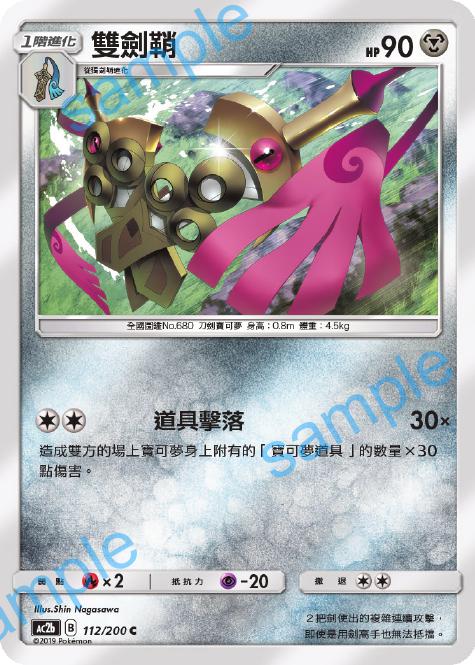 1階進化
雙劍鞘
HP 90
從獨劍鞘進化
全國圖鑑No.680 刀劍寶可夢 身高：0.8m 體重：4.5kg
道具擊落 30×
造成雙方的場上寶可夢身上附有的「寶可夢道具」的數量×30
點傷害。
弱點 ×2 抵抗力 -20 撤退
Illus.Shin Nagasawa
AC2b B 112/200 C
©2019 Pokémon
2把劍使出的複雜連續攻擊，
即使是用劍高手也無法抵擋。
sample
sample
sample